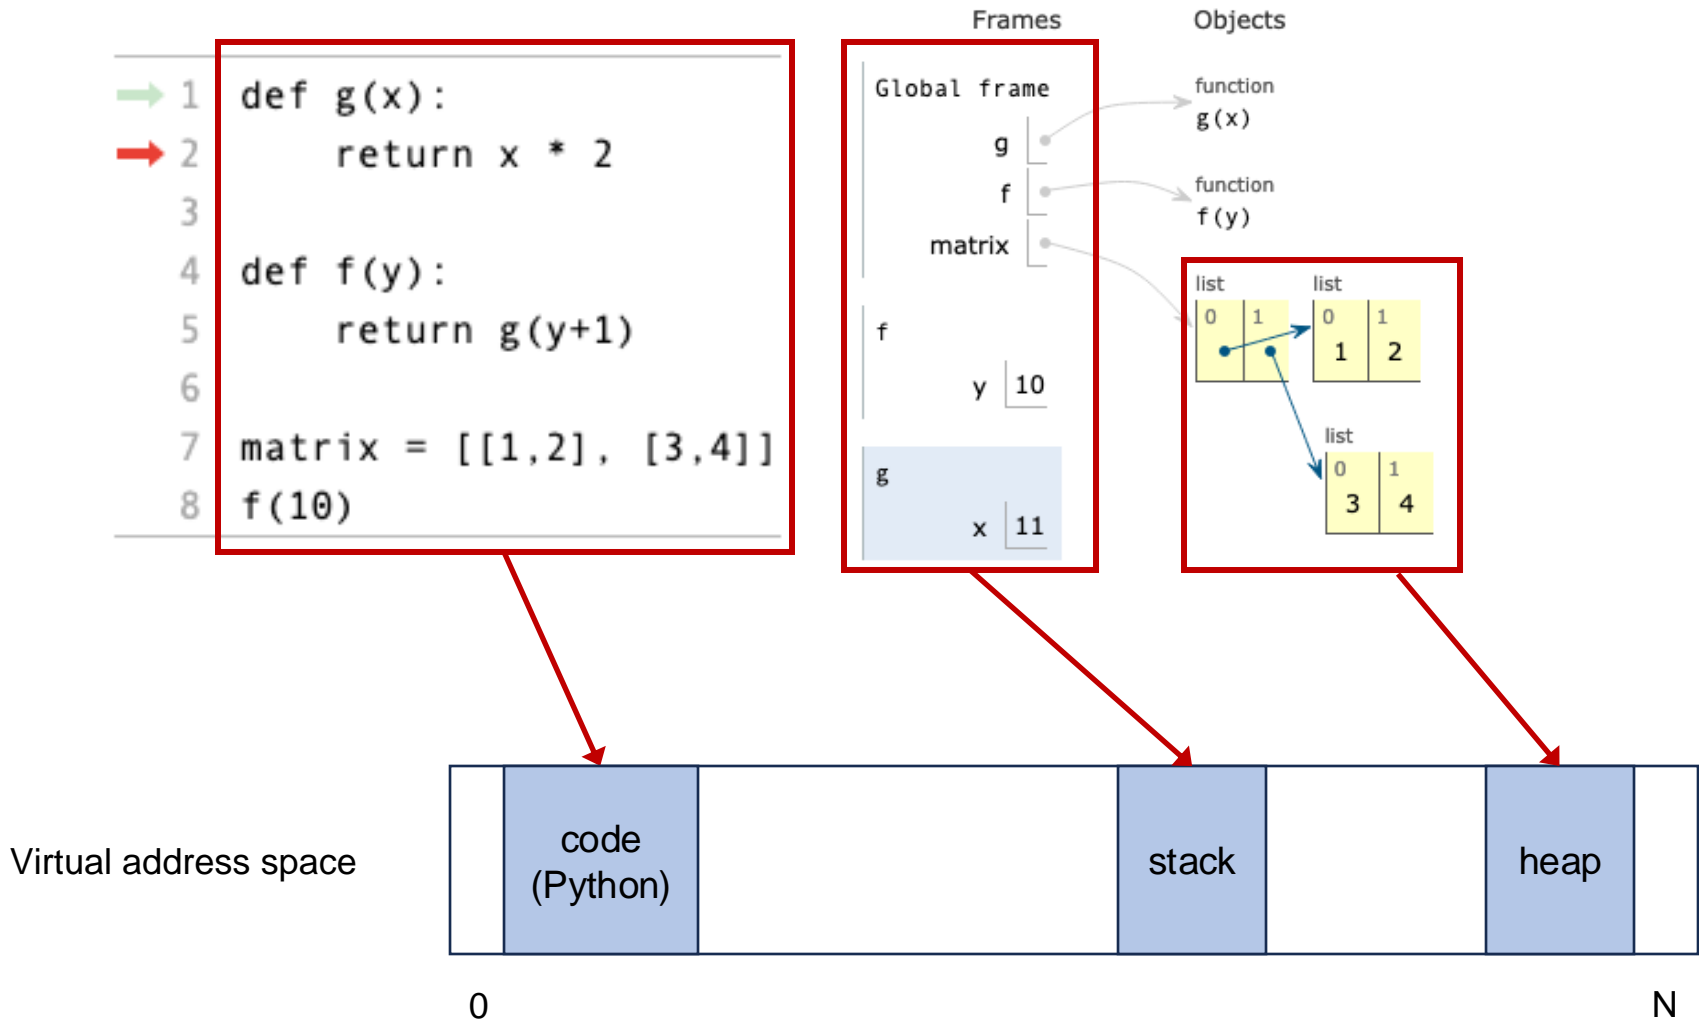 Frames
Objects
1 def g(x):
2     return x * 2
3
4 def f(y):
5     return g(y+1)
6
7 matrix = [[1,2], [3,4]]
8 f(10)
Global frame
g
f
matrix
f
y 10
g
x 11
function
g(x)
function
f(y)
list
0 1
list
0 1
1 2
list
0 1
3 4
Virtual address space
code
(Python)
stack
heap
0
N